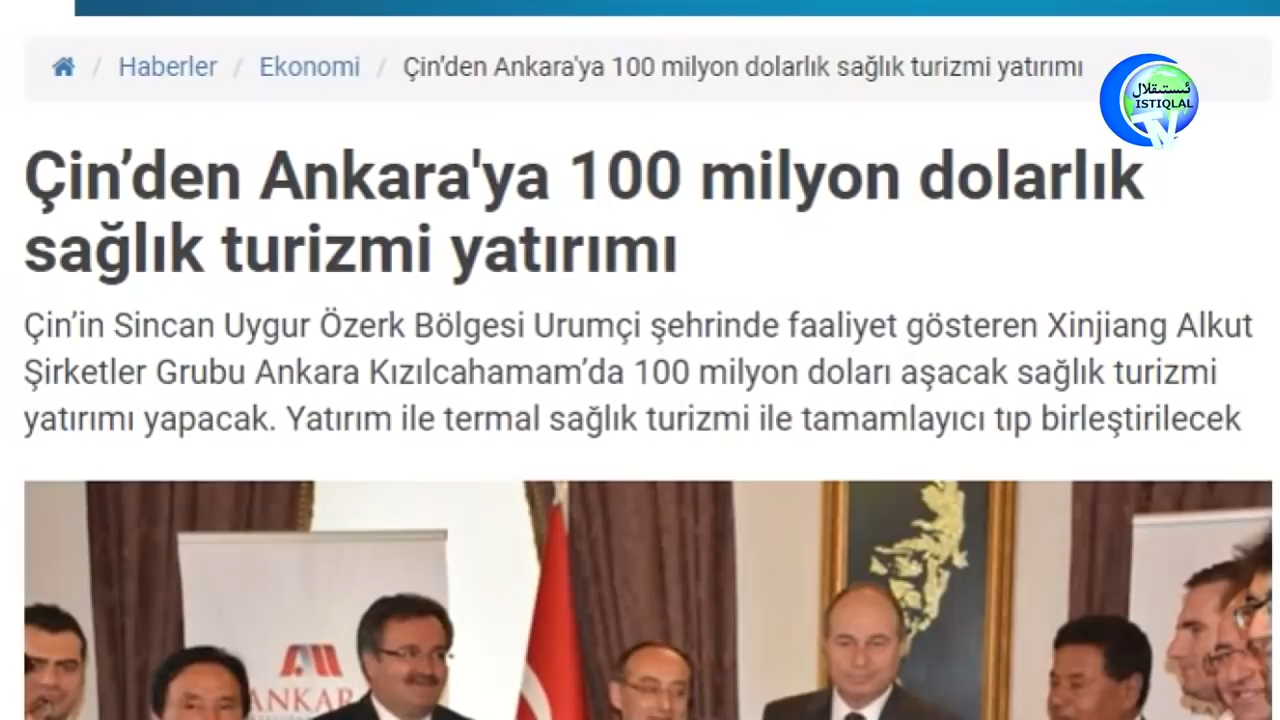 Haberler / Ekonomi / Çin'den Ankara'ya 100 milyon dolarlık sağlık turizmi yatırımı
ئىستىقلال
ISTIQLAL
TV
Çin’den Ankara'ya 100 milyon dolarlık
sağlık turizmi yatırımı
Çin’in Sincan Uygur Özerk Bölgesi Urumçi şehrinde faaliyet gösteren Xinjiang Alkut
Şirketler Grubu Ankara Kızılcahamam’da 100 milyon doları aşacak sağlık turizmi
yatırımı yapacak. Yatırım ile termal sağlık turizmi ile tamamlayıcı tıp birleştirilecek
ANKAR